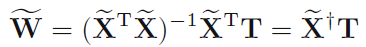 W̃ = (X̃ᵀX̃)⁻¹X̃ᵀT = X̃†T